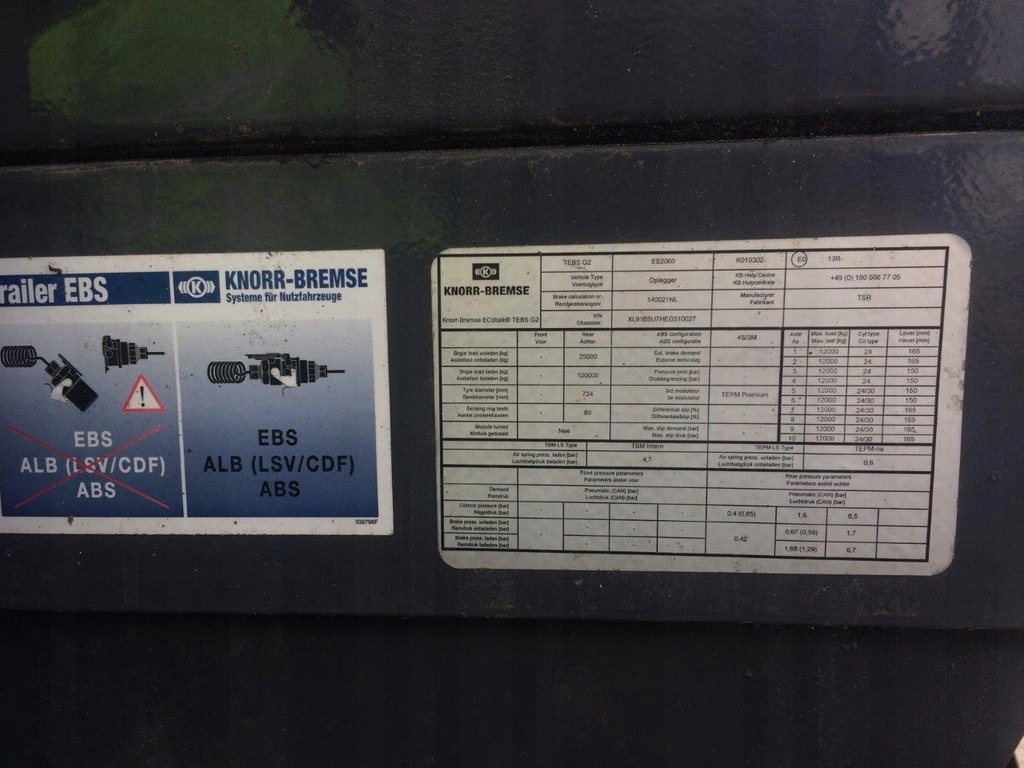 railer EBS
KNORR-BREMSE
Systeme für Nutzfahrzeuge
EBS
ALB (LSV/CDF)
ABS
EBS
ALB (LSV/CDF)
ABS
KNORR-BREMSE
TEBS G2 ES2060 K019302- E0 13R-
Vehicle Type Oplegger KB Help Centre +49 (0) 180 566 77 05
Voertuigtype KB Hulpcentrale
Brake calculation nr. 140021NL Manufacturer TSR
Remberekeningsnr. Fabrikant
Knorr-Bremse ECUtalk® TEBS G2 VIN XL916SU7HEG510027
Chassisnr.
Front Rear ABS configuration 4S/3M Axle Max. load [kg] Cyl type Lever [mm]
Voor Achter ABS configuratie As Max. last [kg] Cil type Hevel [mm]
Bogie load unladen [kg] - 25000 Ext. brake demand -
Aslast onbeladen [kg] Externe remvraag
Bogie load laden [kg] - 120000 Pressure limit [bar] -
beladen [kg] Drukbegrenzing [bar]
Tyre diameter [mm] - 734 3rd modulator TEPM Premium
Banddiameter [mm] 3e modulator
Sensing ring teeth - 80 Differential slip [%] -
Aantal poolwielttanden Differentieelslip [%]
Module turned Nee Max. slip demand [bar] -
Module gedraaid Max. slip druk [bar]
1 12000 24 165
2 12000 24 165
3 12000 24 150
4 12000 24 150
5 12000 24/30 150
6 12000 24/30 150
7 12000 24/30 165
8 12000 24/30 165
9 12000 24/30 165
10 12000 24/30 165
TBM LS Type TBM Intern TEPM LS Type TEPM-na
Air spring press. laden [bar] 4,7 Air spring press. unladen [bar] 0,6
Luchtbalgdruk beladen [bar] Luchtbalgdruk onbeladen [bar]
Front pressure parameters Rear pressure parameters
Parameters asstel voor Parameters asstel achter
Demand Pneumatic (CAN) [bar] Pneumatic (CAN) [bar]
Remdruk Luchtdruk (CAN) [bar] Luchtdruk (CAN) [bar]
Control pressure [bar] - - - 0,4 (0,65) 1,6 6,5
Regeldruk [bar]
Brake press. unladen [bar] - - - 0,42 0,67 (0,59) 1,7
Remdruk onbeladen [bar]
Brake press. laden [bar] - - - 1,68 (1,29) 6,7
Remdruk beladen [bar]